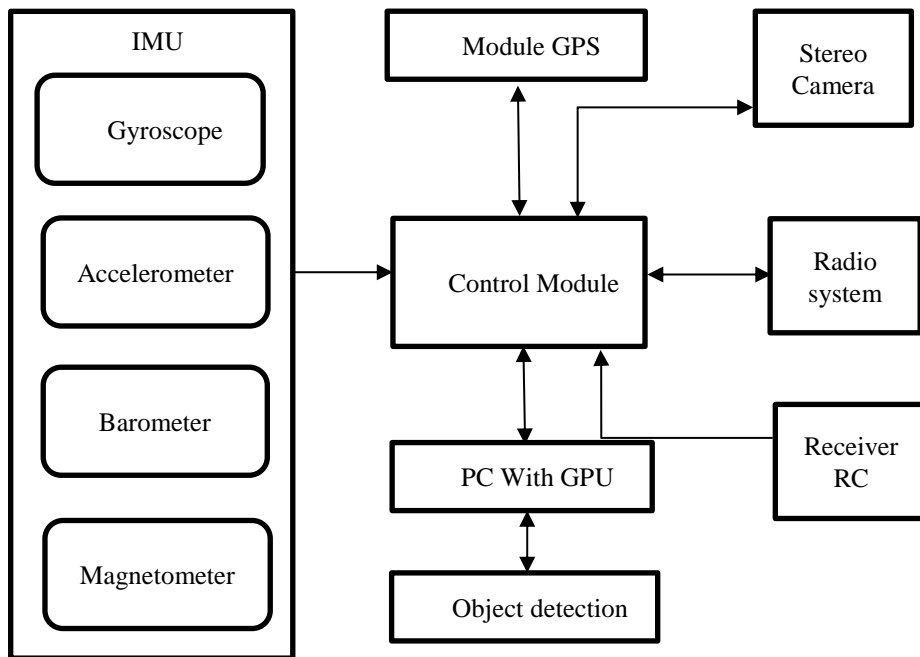 IMU
Gyroscope
Accelerometer
Barometer
Magnetometer
Module GPS
Control Module
PC With GPU
Object detection
Stereo
Camera
Radio
system
Receiver
RC